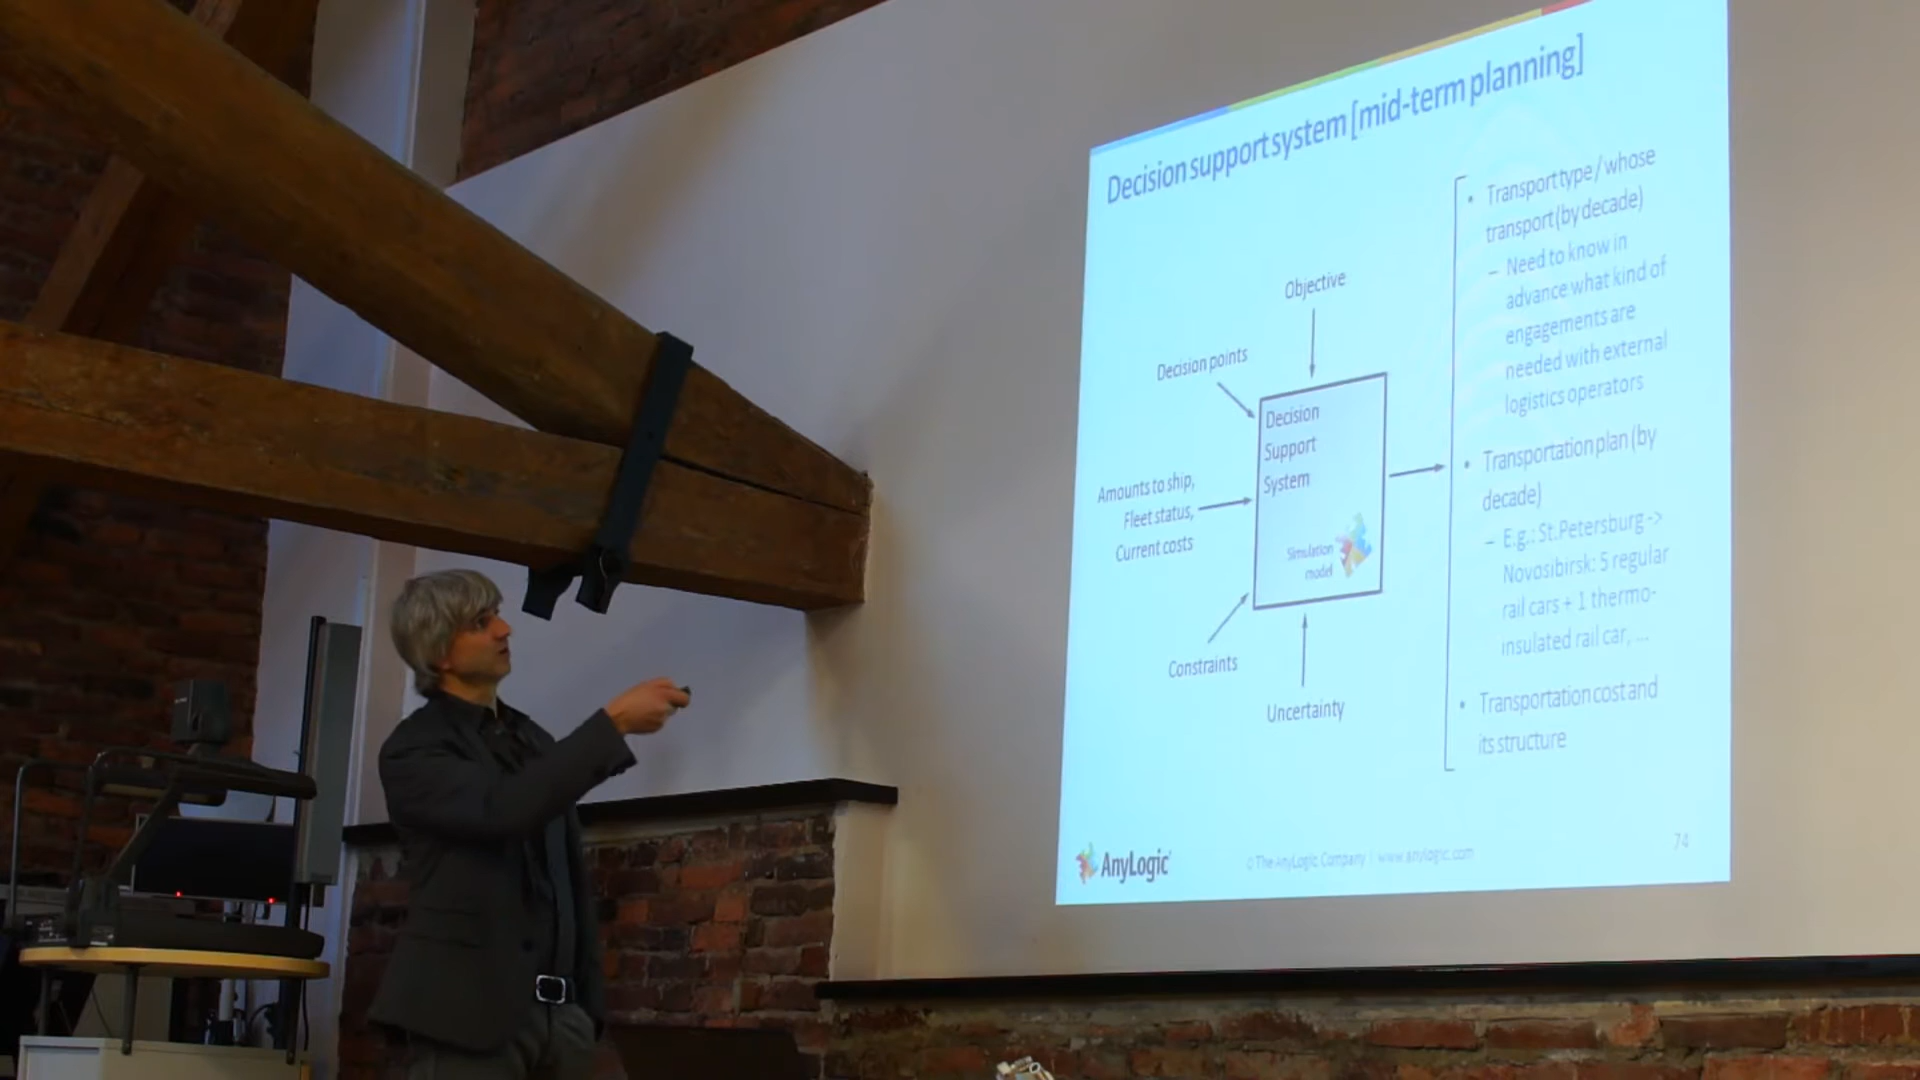 Decision support system [mid-term planning]
Objective
Decision points
Amounts to ship,
Fleet status,
Current costs
Constraints
Uncertainty
Decision
Support
System
Simulation
model
• Transport type / whose
transport (by decade)
– Need to know in
advance what kind of
engagements are
needed with external
logistics operators
• Transportation plan (by
decade)
– E.g.: St.Petersburg ->
Novosibirsk: 5 regular
rail cars + 1 thermo-
insulated rail car, ...
• Transportation cost and
its structure
AnyLogic
© The AnyLogic Company | www.anylogic.com
74